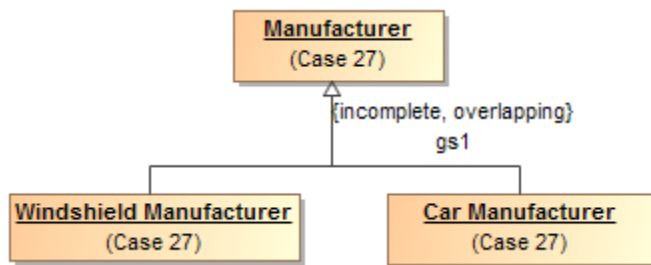 Manufacturer
(Case 27)
{incomplete, overlapping}
gs1
Windshield Manufacturer
(Case 27)
Car Manufacturer
(Case 27)